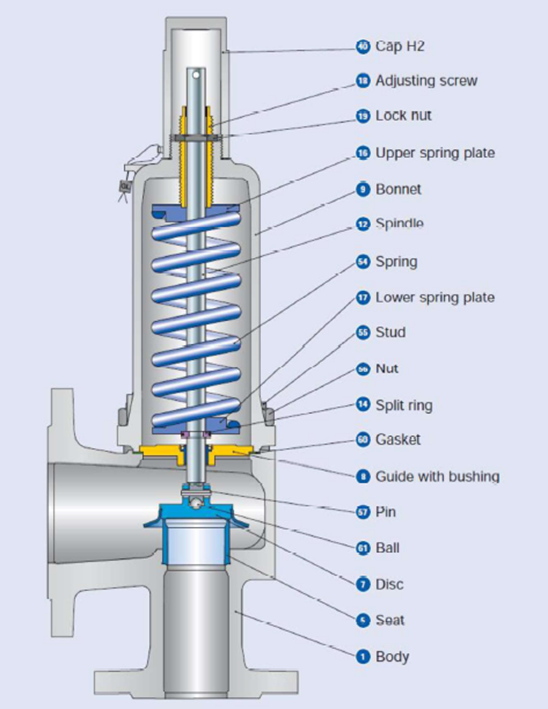 40 Cap H2
18 Adjusting screw
19 Lock nut
16 Upper spring plate
9 Bonnet
12 Spindle
54 Spring
17 Lower spring plate
55 Stud
56 Nut
14 Split ring
60 Gasket
8 Guide with bushing
57 Pin
61 Ball
7 Disc
5 Seat
1 Body